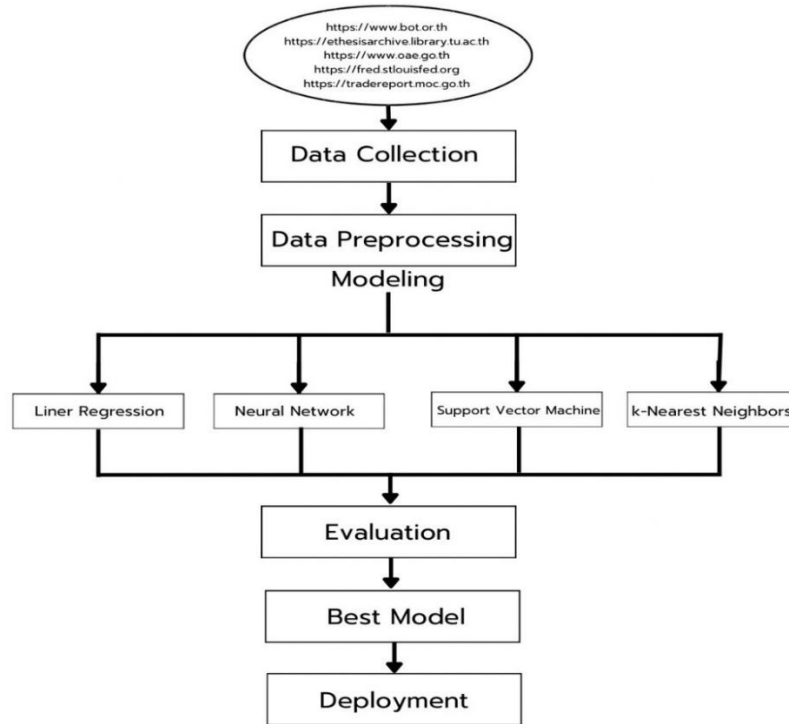 https://www.bot.or.th
https://ethesisarchive.library.tu.ac.th
https://www.oae.go.th
https://fred.stlouisfed.org
https://tradereport.moc.go.th
Data Collection
Data Preprocessing
Modeling
Liner Regression
Neural Network
Support Vector Machine
k-Nearest Neighbors
Evaluation
Best Model
Deployment